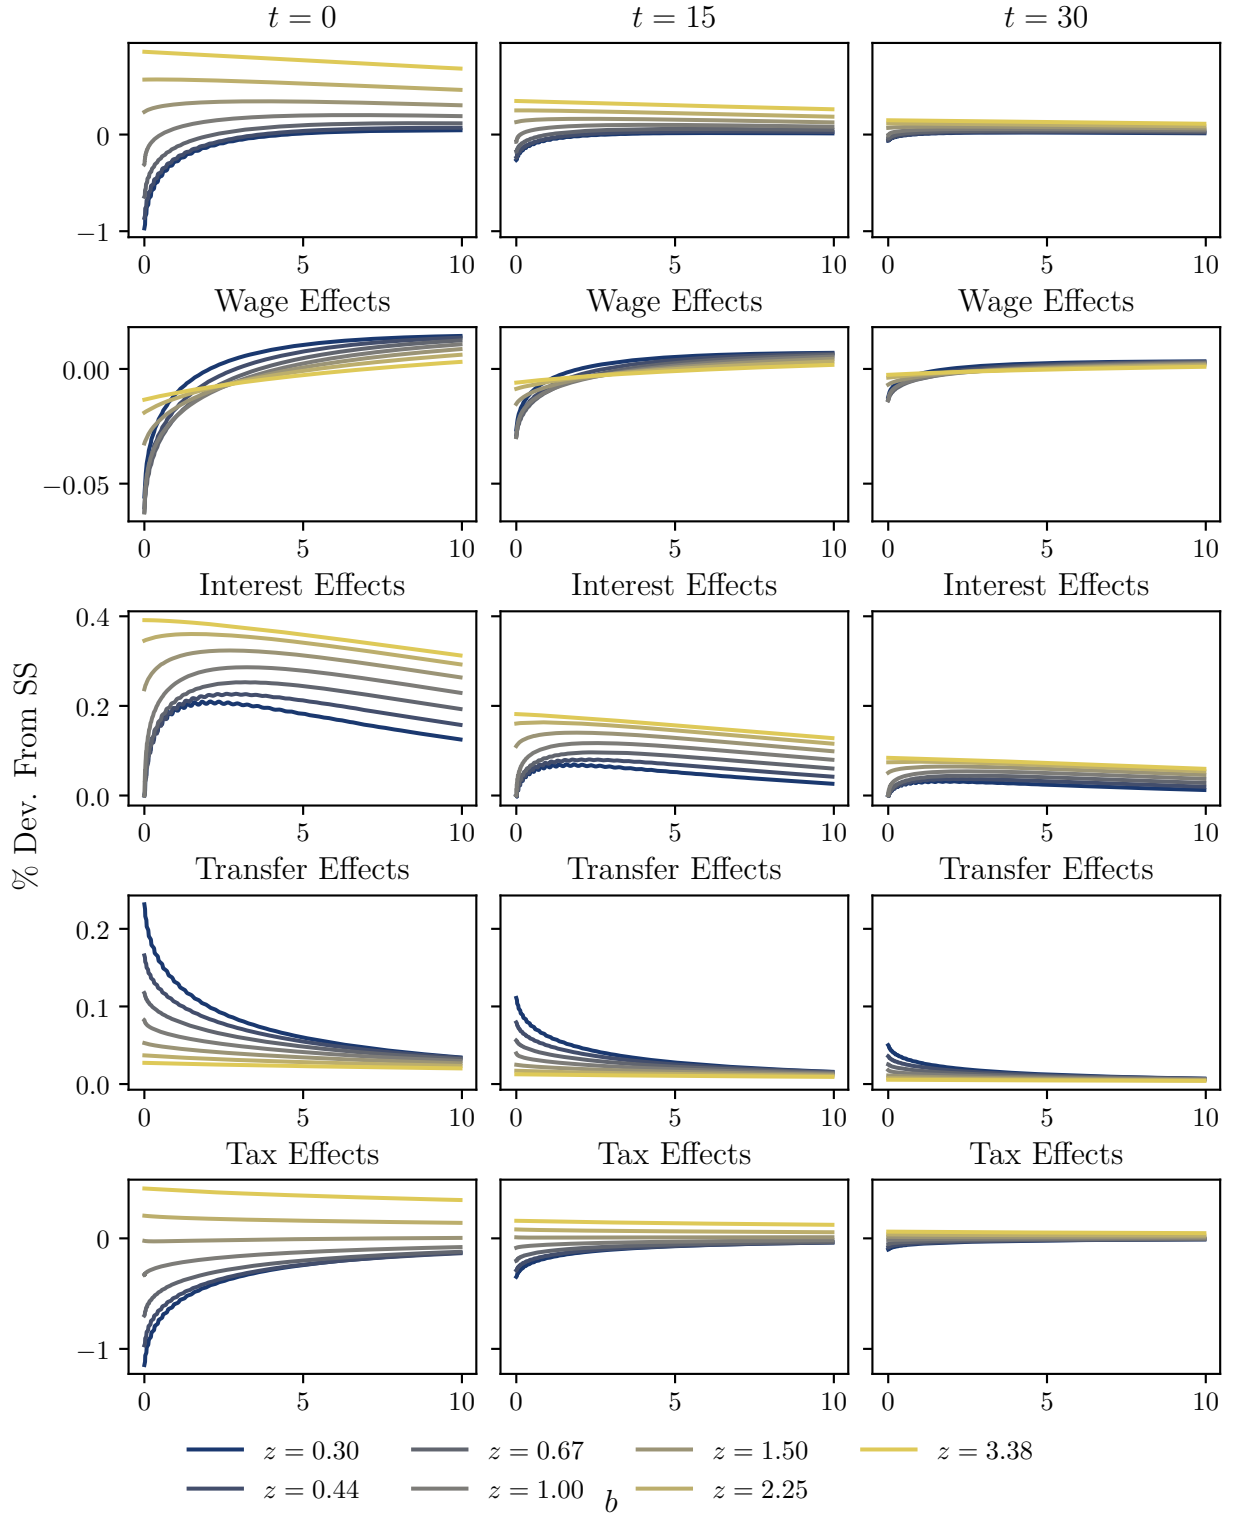 t = 0 t = 15 t = 30
0
−1
0 5 10 0 5 10 0 5 10
Wage Effects Wage Effects Wage Effects
0.00
−0.05
0 5 10 0 5 10 0 5 10
Interest Effects Interest Effects Interest Effects
0.4
0.2
0.0
0 5 10 0 5 10 0 5 10
% Dev. From SS
Transfer Effects Transfer Effects Transfer Effects
0.2
0.1
0.0
0 5 10 0 5 10 0 5 10
Tax Effects Tax Effects Tax Effects
0
−1
0 5 10 0 5 10 0 5 10
z = 0.30 z = 0.67 z = 1.50 z = 3.38
z = 0.44 z = 1.00 z = 2.25
b